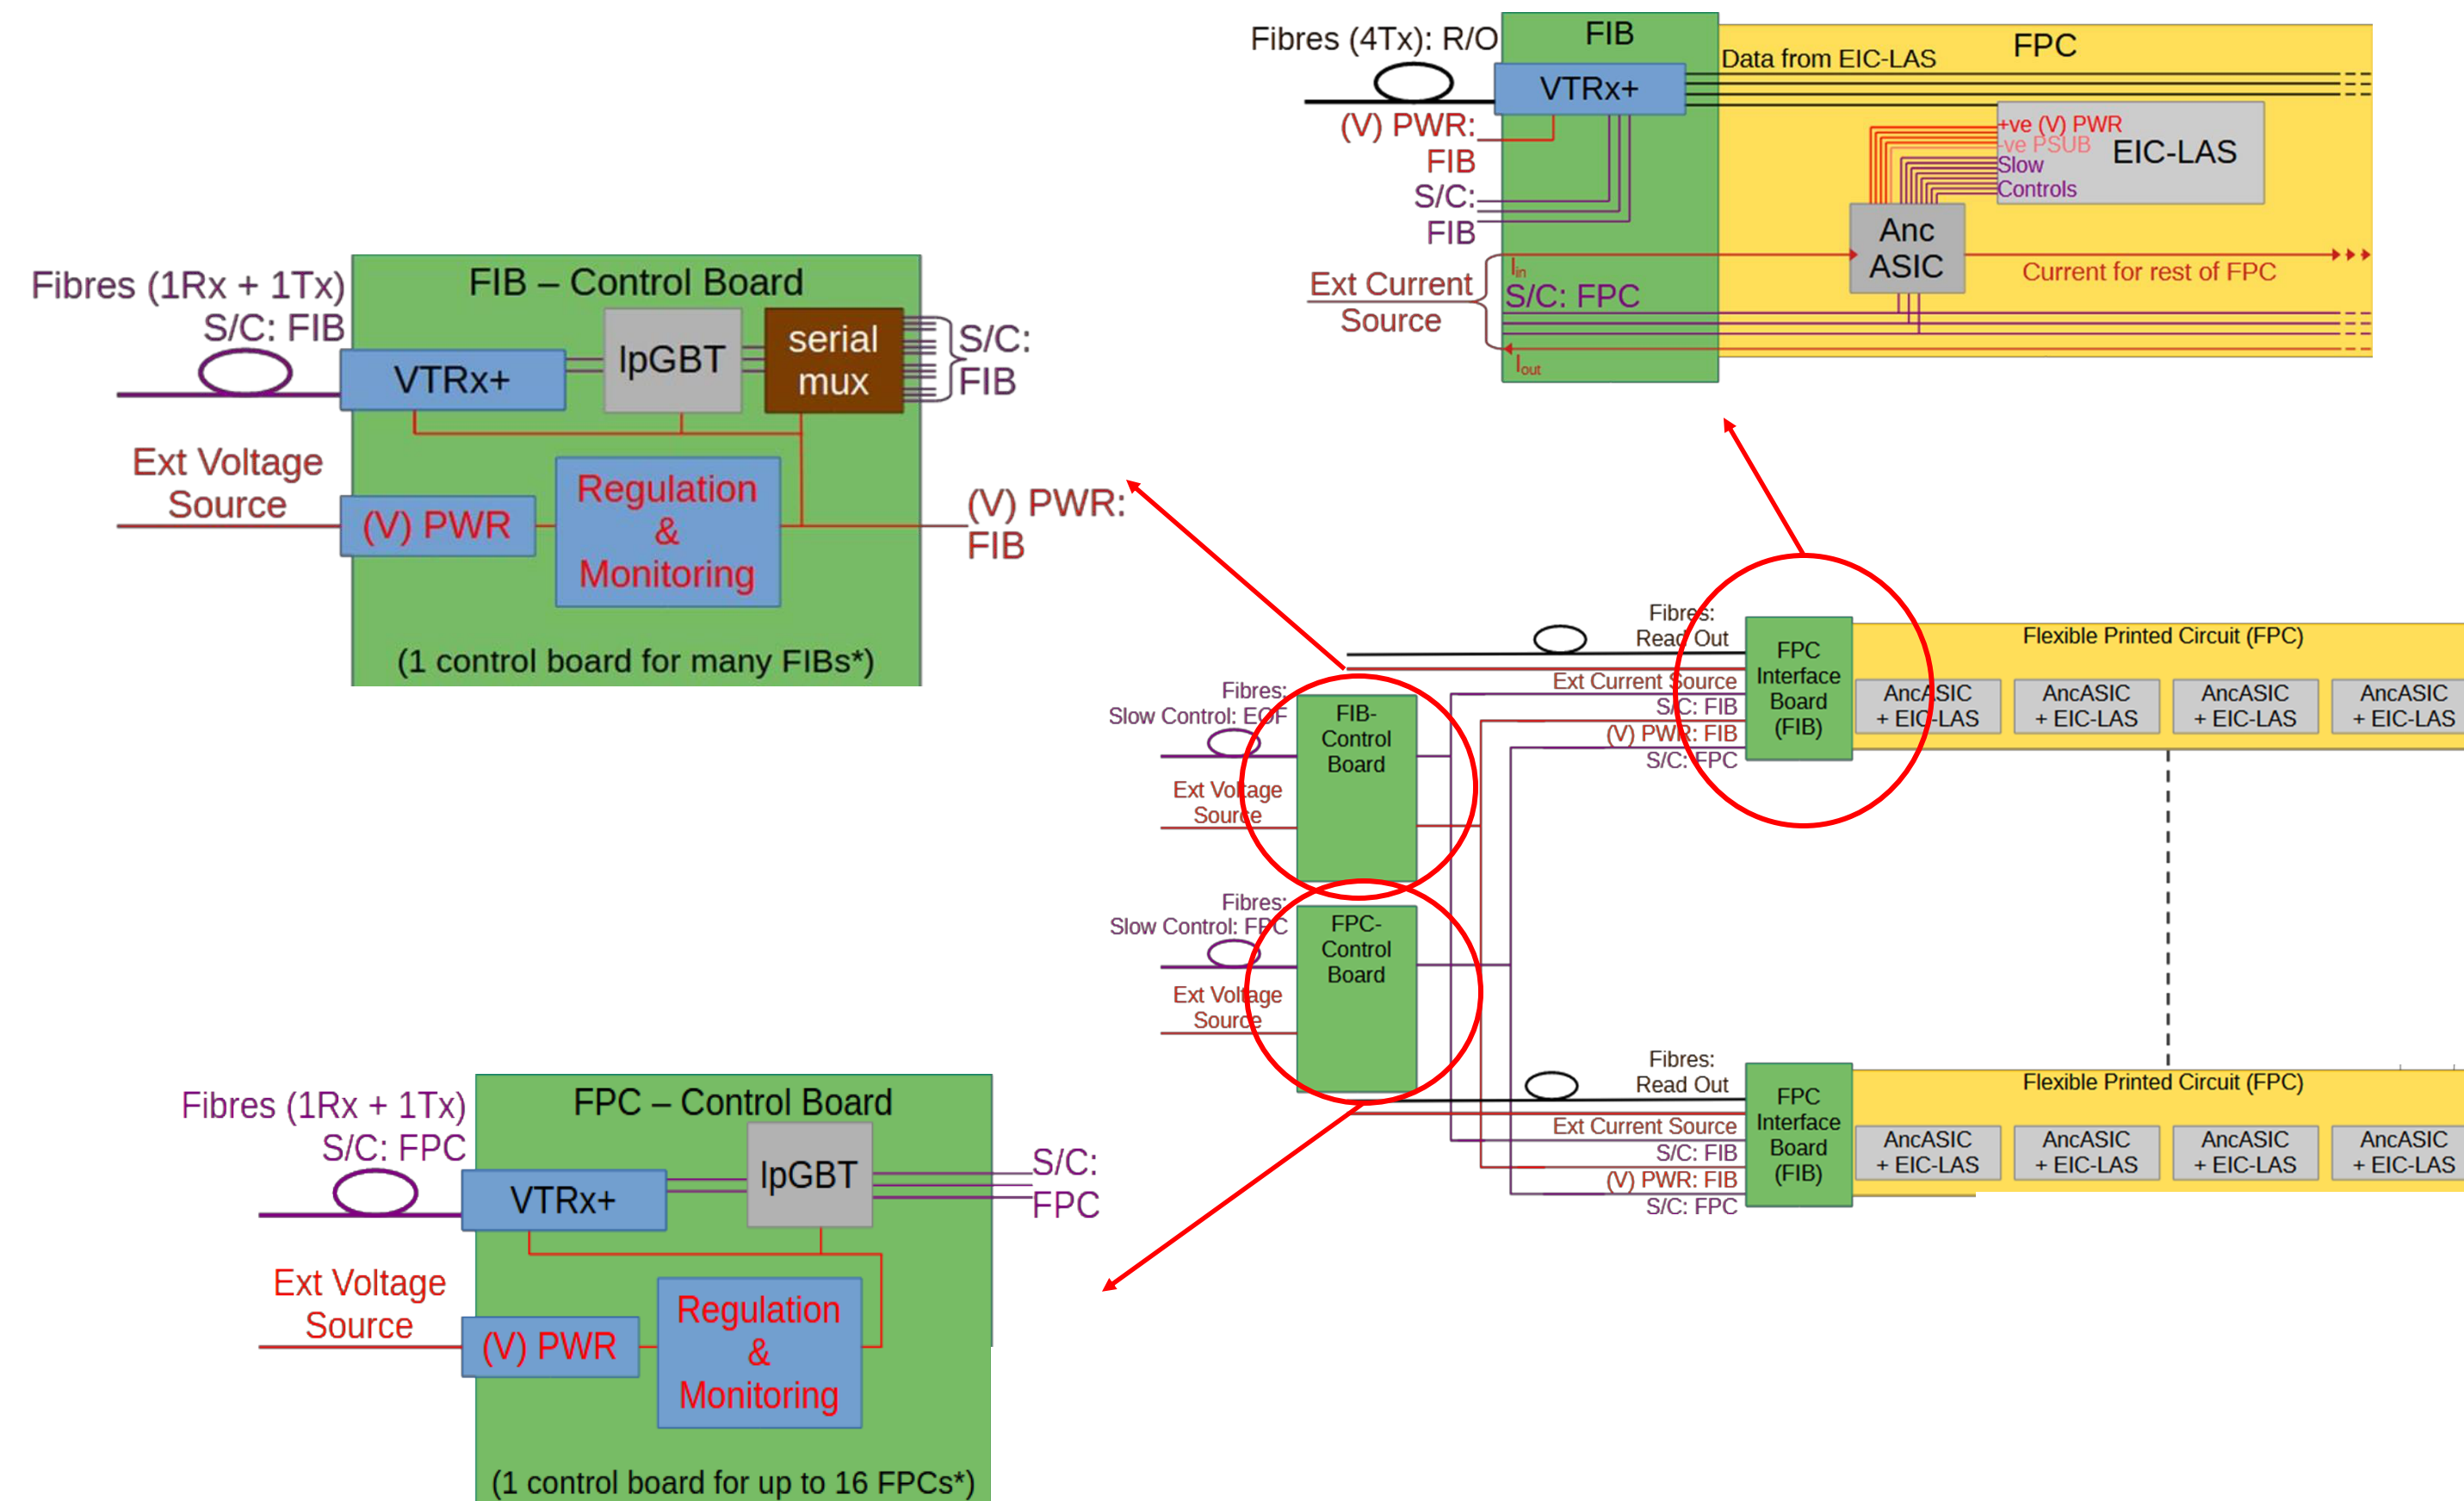 Fibres (4Tx): R/O
FIB
FPC
VTRx+
Data from EIC-LAS
(V) PWR:
FIB
S/C:
FIB
+ve (V) PWR
-ve PSUB
Slow
Controls
EIC-LAS
Anc
ASIC
Ext Current
Source
Iin
S/C: FPC
Iout
Current for rest of FPC
FIB – Control Board
Fibres (1Rx + 1Tx)
S/C: FIB
VTRx+
lpGBT
serial
mux
S/C:
FIB
Ext Voltage
Source
(V) PWR
Regulation
&
Monitoring
(V) PWR:
FIB
(1 control board for many FIBs*)
Fibres:
Read Out
Ext Current Source
S/C: FIB
(V) PWR: FIB
S/C: FPC
FPC
Interface
Board
(FIB)
Flexible Printed Circuit (FPC)
AncASIC
+ EIC-LAS
AncASIC
+ EIC-LAS
AncASIC
+ EIC-LAS
AncASIC
+ EIC-LAS
Fibres:
Slow Control: EOF
Ext Voltage
Source
FIB-
Control
Board
Fibres:
Slow Control: FPC
Ext Voltage
Source
FPC-
Control
Board
Fibres:
Read Out
Ext Current Source
S/C: FIB
(V) PWR: FIB
S/C: FPC
FPC
Interface
Board
(FIB)
Flexible Printed Circuit (FPC)
AncASIC
+ EIC-LAS
AncASIC
+ EIC-LAS
AncASIC
+ EIC-LAS
AncASIC
+ EIC-LAS
FPC – Control Board
Fibres (1Rx + 1Tx)
S/C: FPC
VTRx+
lpGBT
S/C:
FPC
Ext Voltage
Source
(V) PWR
Regulation
&
Monitoring
(1 control board for up to 16 FPCs*)